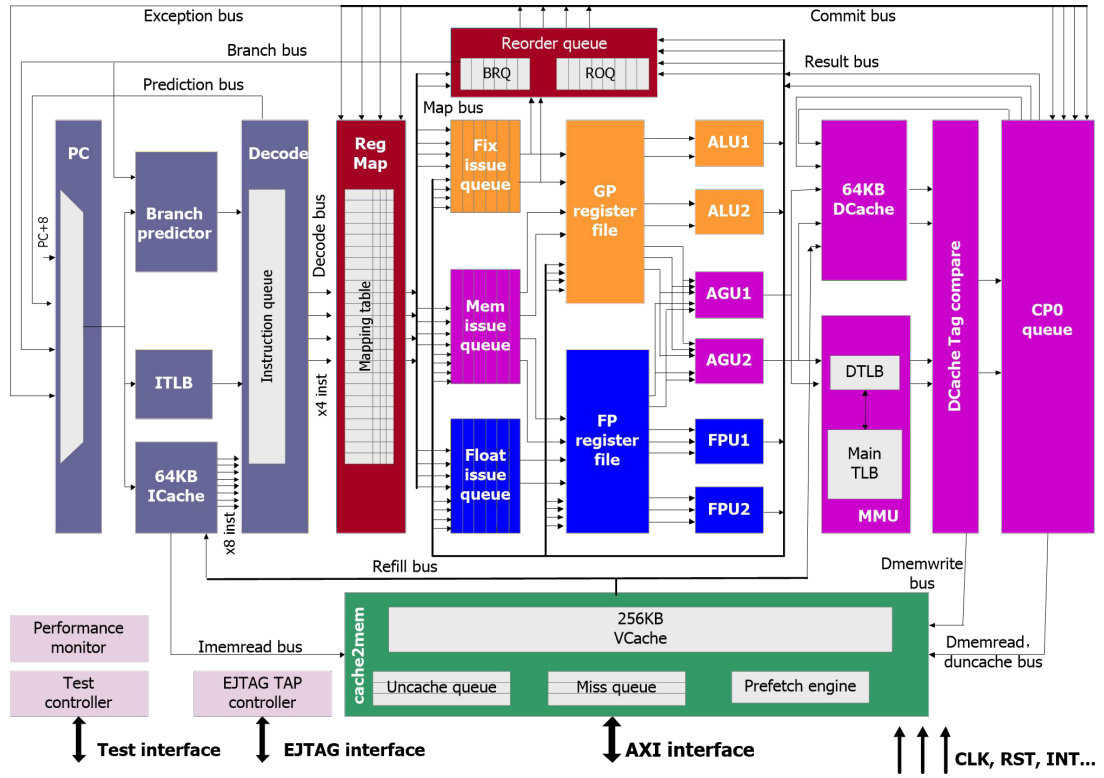 Exception bus
Commit bus
Branch bus
Reorder queue
BRQ
ROQ
Result bus
Prediction bus
Map bus
PC
PC+8
Branch
predictor
ITLB
64KB
ICache
x8 inst
Decode
Instruction queue
Decode bus
x4 inst
Reg
Map
Mapping table
Fix
issue
queue
Mem
issue
queue
Float
issue
queue
GP
register
file
FP
register
file
ALU1
ALU2
AGU1
AGU2
FPU1
FPU2
64KB
DCache
DTLB
Main
TLB
MMU
DCache Tag compare
CP0
queue
Refill bus
Dmemwrite
bus
Imemread bus
Dmemread,
duncache bus
cache2mem
256KB
VCache
Uncache queue
Miss queue
Prefetch engine
Performance
monitor
Test
controller
EJTAG TAP
controller
Test interface
EJTAG interface
AXI interface
CLK, RST, INT...